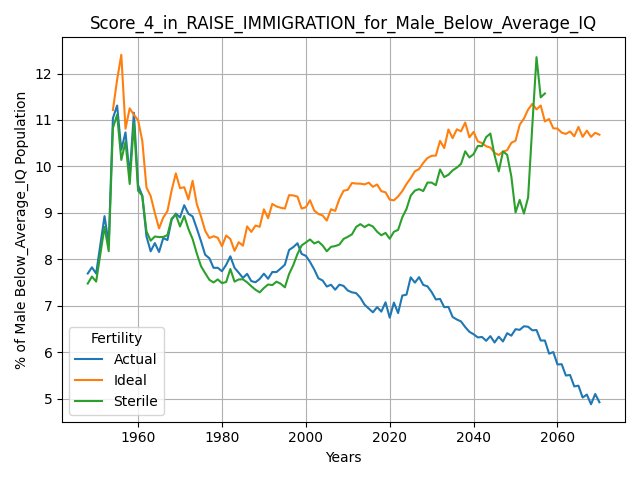 Score_4_in_RAISE_IMMIGRATION_for_Male_Below_Average_IQ
% of Male Below_Average_IQ Population
12
11
10
9
8
7
6
5
Fertility
Actual
Ideal
Sterile
1960 1980 2000 2020 2040 2060
Years